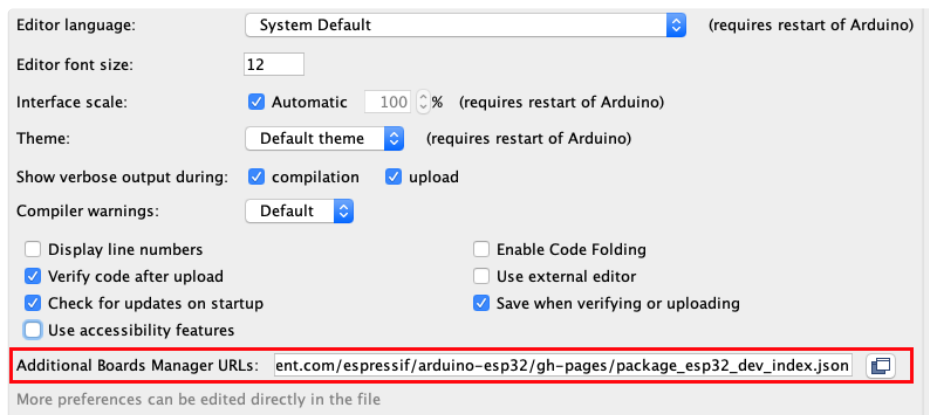 Editor language: System Default (requires restart of Arduino)
Editor font size: 12
Interface scale: Automatic 100 % (requires restart of Arduino)
Theme: Default theme (requires restart of Arduino)
Show verbose output during: compilation upload
Compiler warnings: Default
Display line numbers Enable Code Folding
Verify code after upload Use external editor
Check for updates on startup Save when verifying or uploading
Use accessibility features
Additional Boards Manager URLs: ent.com/espressif/arduino-esp32/gh-pages/package_esp32_dev_index.json
More preferences can be edited directly in the file